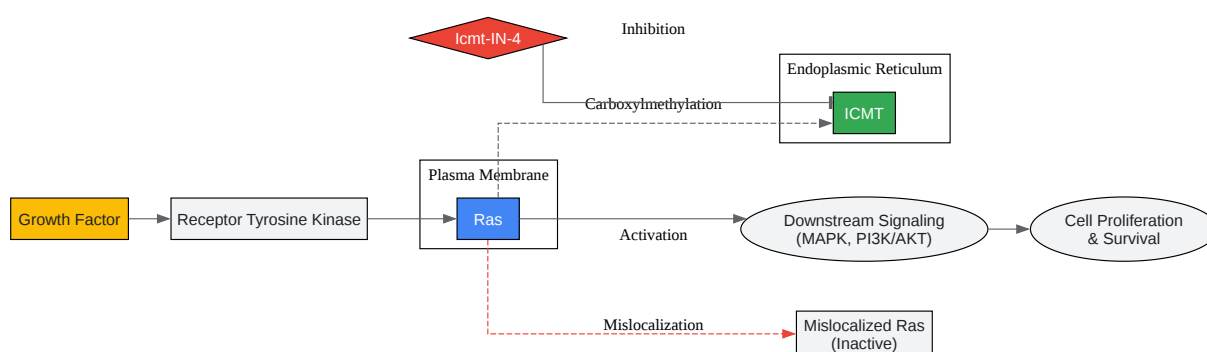 Icmt-IN-4
Inhibition
Endoplasmic Reticulum
Carboxylmethylation
ICMT
Plasma Membrane
Growth Factor
Receptor Tyrosine Kinase
Ras
Activation
Downstream Signaling
(MAPK, PI3K/AKT)
Cell Proliferation
& Survival
Mislocalization
Mislocalized Ras
(Inactive)